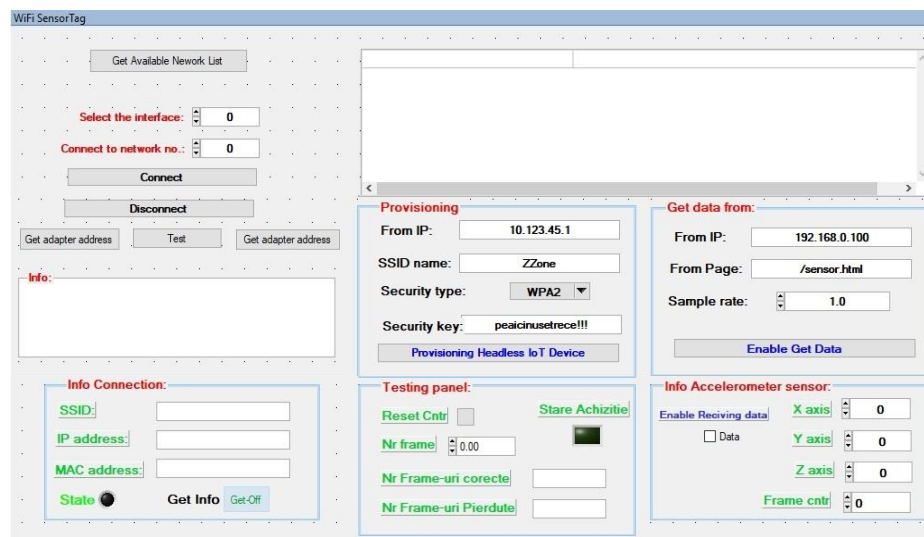 WiFi SensorTag
Get Available Nework List
Select the interface: 0
Connect to network no.: 0
Connect
Disconnect
Get adapter address Test Get adapter address
Info:
Provisioning
From IP: 10.123.45.1
SSID name: ZZone
Security type: WPA2
Security key: peaicinusetrece!!!
Provisioning Headless IoT Device
Get data from:
From IP: 192.168.0.100
From Page: /sensor.html
Sample rate: 1.0
Enable Get Data
Info Connection:
SSID:
IP address:
MAC address:
State Get Info Get-Off
Testing panel:
Reset Cntr Stare Achizitie
Nr frame 0.00
Nr Frame-uri corecte
Nr Frame-uri Pierdute
Info Accelerometer sensor:
Enable Reciving data X axis 0
Data Y axis 0
Z axis 0
Frame cntr 0